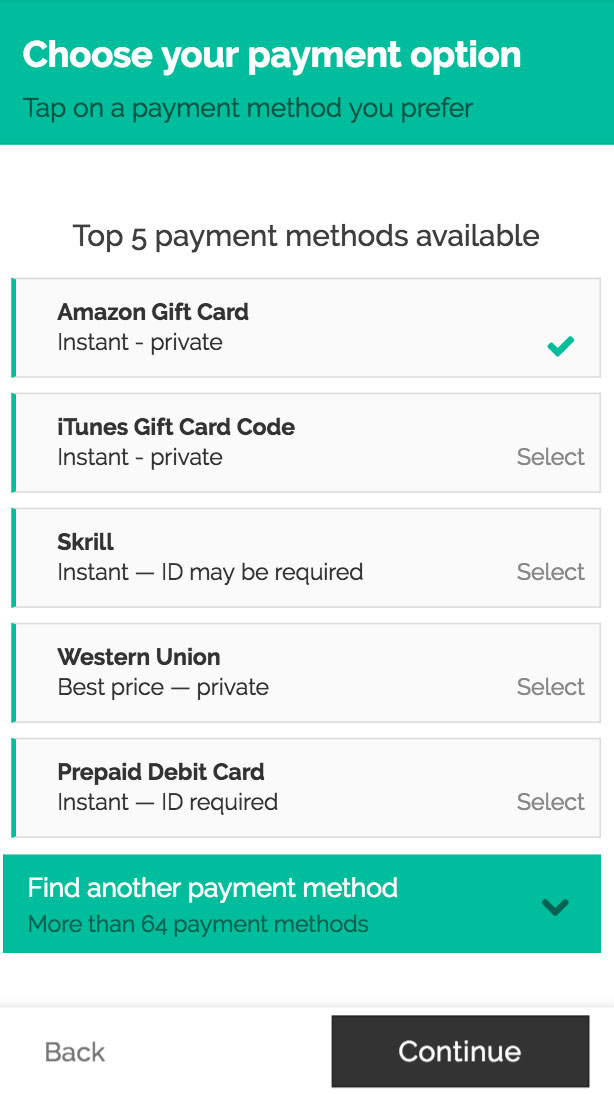 Choose your payment option
Tap on a payment method you prefer
Top 5 payment methods available
Amazon Gift Card
Instant - private
iTunes Gift Card Code
Instant - private
Select
Skrill
Instant — ID may be required
Select
Western Union
Best price — private
Select
Prepaid Debit Card
Instant — ID required
Select
Find another payment method
More than 64 payment methods
Back
Continue